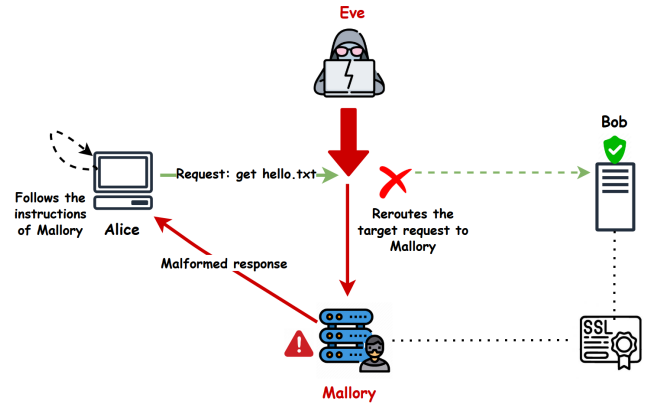 Eve
Bob
Request: get hello.txt
Follows the
instructions
of Mallory
Alice
Reroutes the
target request to
Mallory
Malformed response
SSL
Mallory